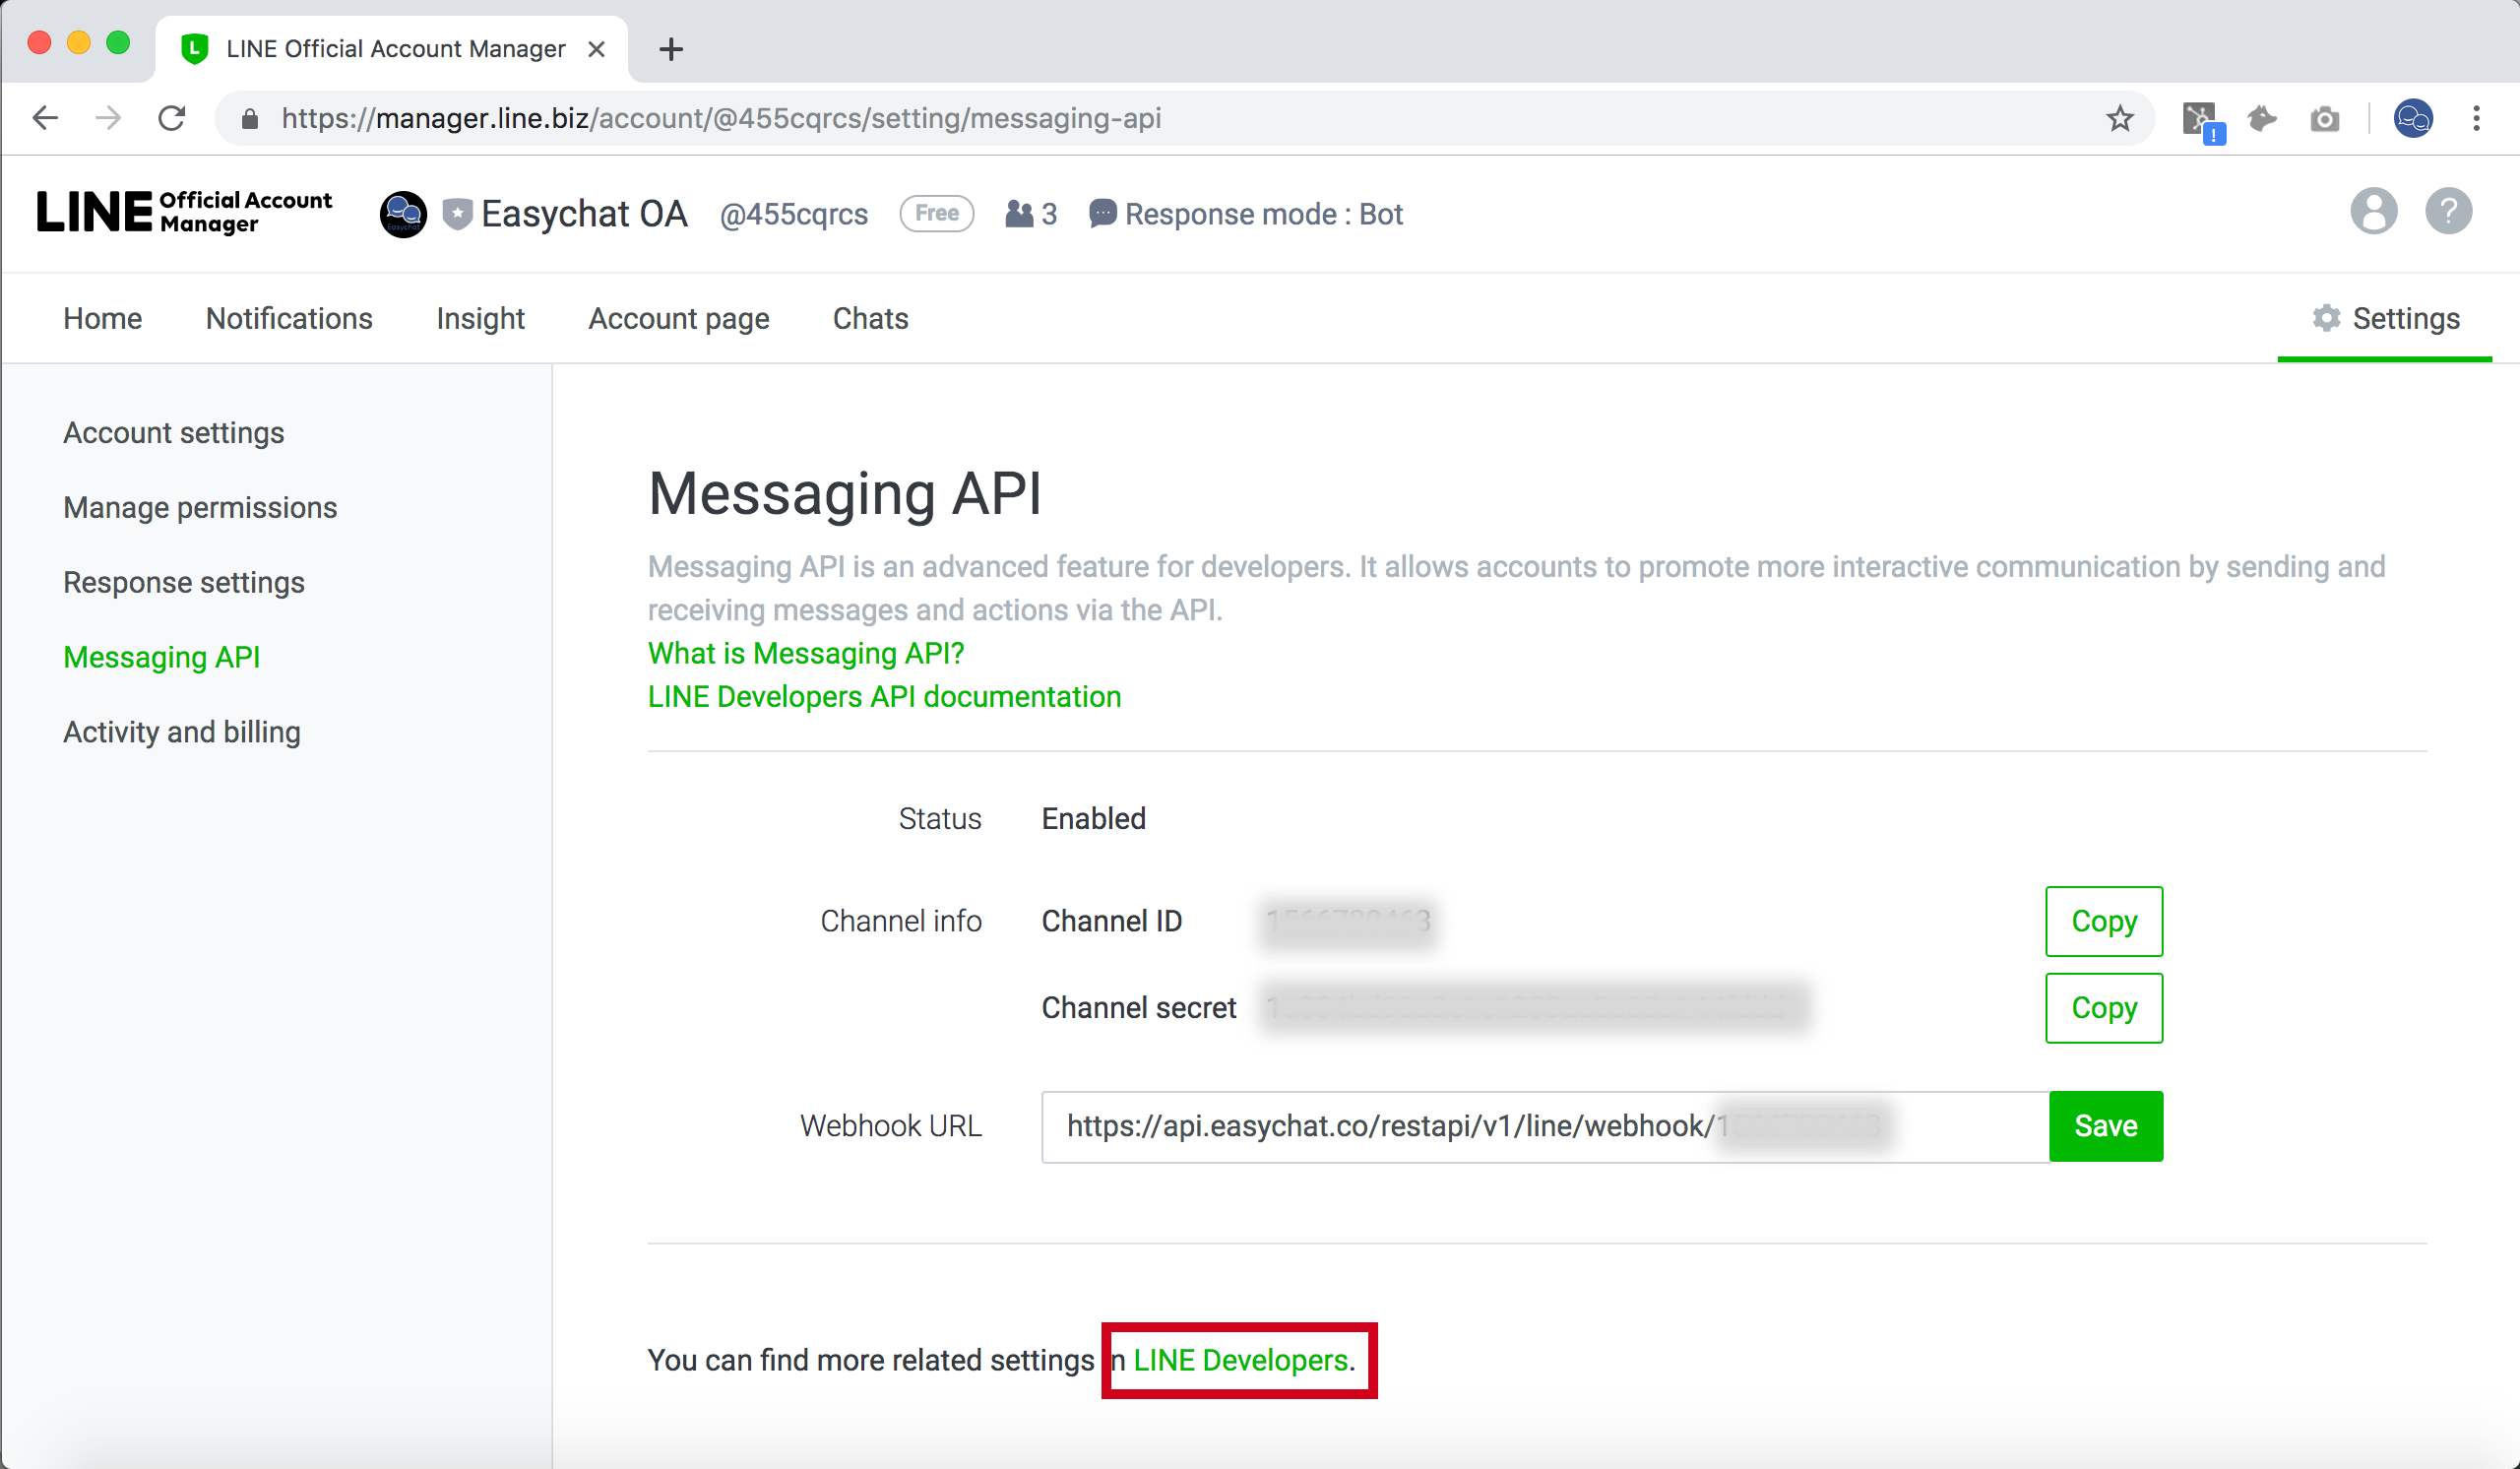 LINE Official Account Manager
https://manager.line.biz/account/@455cqrcs/setting/messaging-api
LINE Official Account Manager
Easychat OA @455cqrcs Free 3 Response mode : Bot
Home Notifications Insight Account page Chats Settings
Account settings
Manage permissions
Response settings
Messaging API
Activity and billing
Messaging API
Messaging API is an advanced feature for developers. It allows accounts to promote more interactive communication by sending and
receiving messages and actions via the API.
What is Messaging API?
LINE Developers API documentation
Status Enabled
Channel info Channel ID Copy
Channel secret Copy
Webhook URL https://api.easychat.co/restapi/v1/line/webhook/ Save
You can find more related settings in LINE Developers.